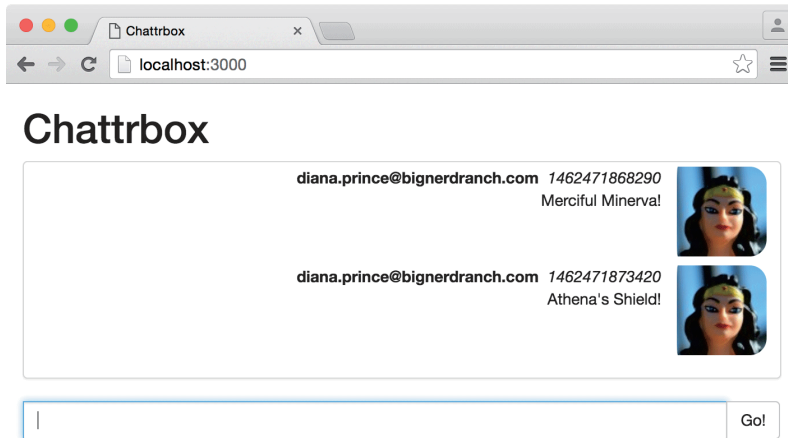 Chattrbox
localhost:3000
Chattrbox
diana.prince@bignerdranch.com 1462471868290
Merciful Minerva!
diana.prince@bignerdranch.com 1462471873420
Athena's Shield!
Go!